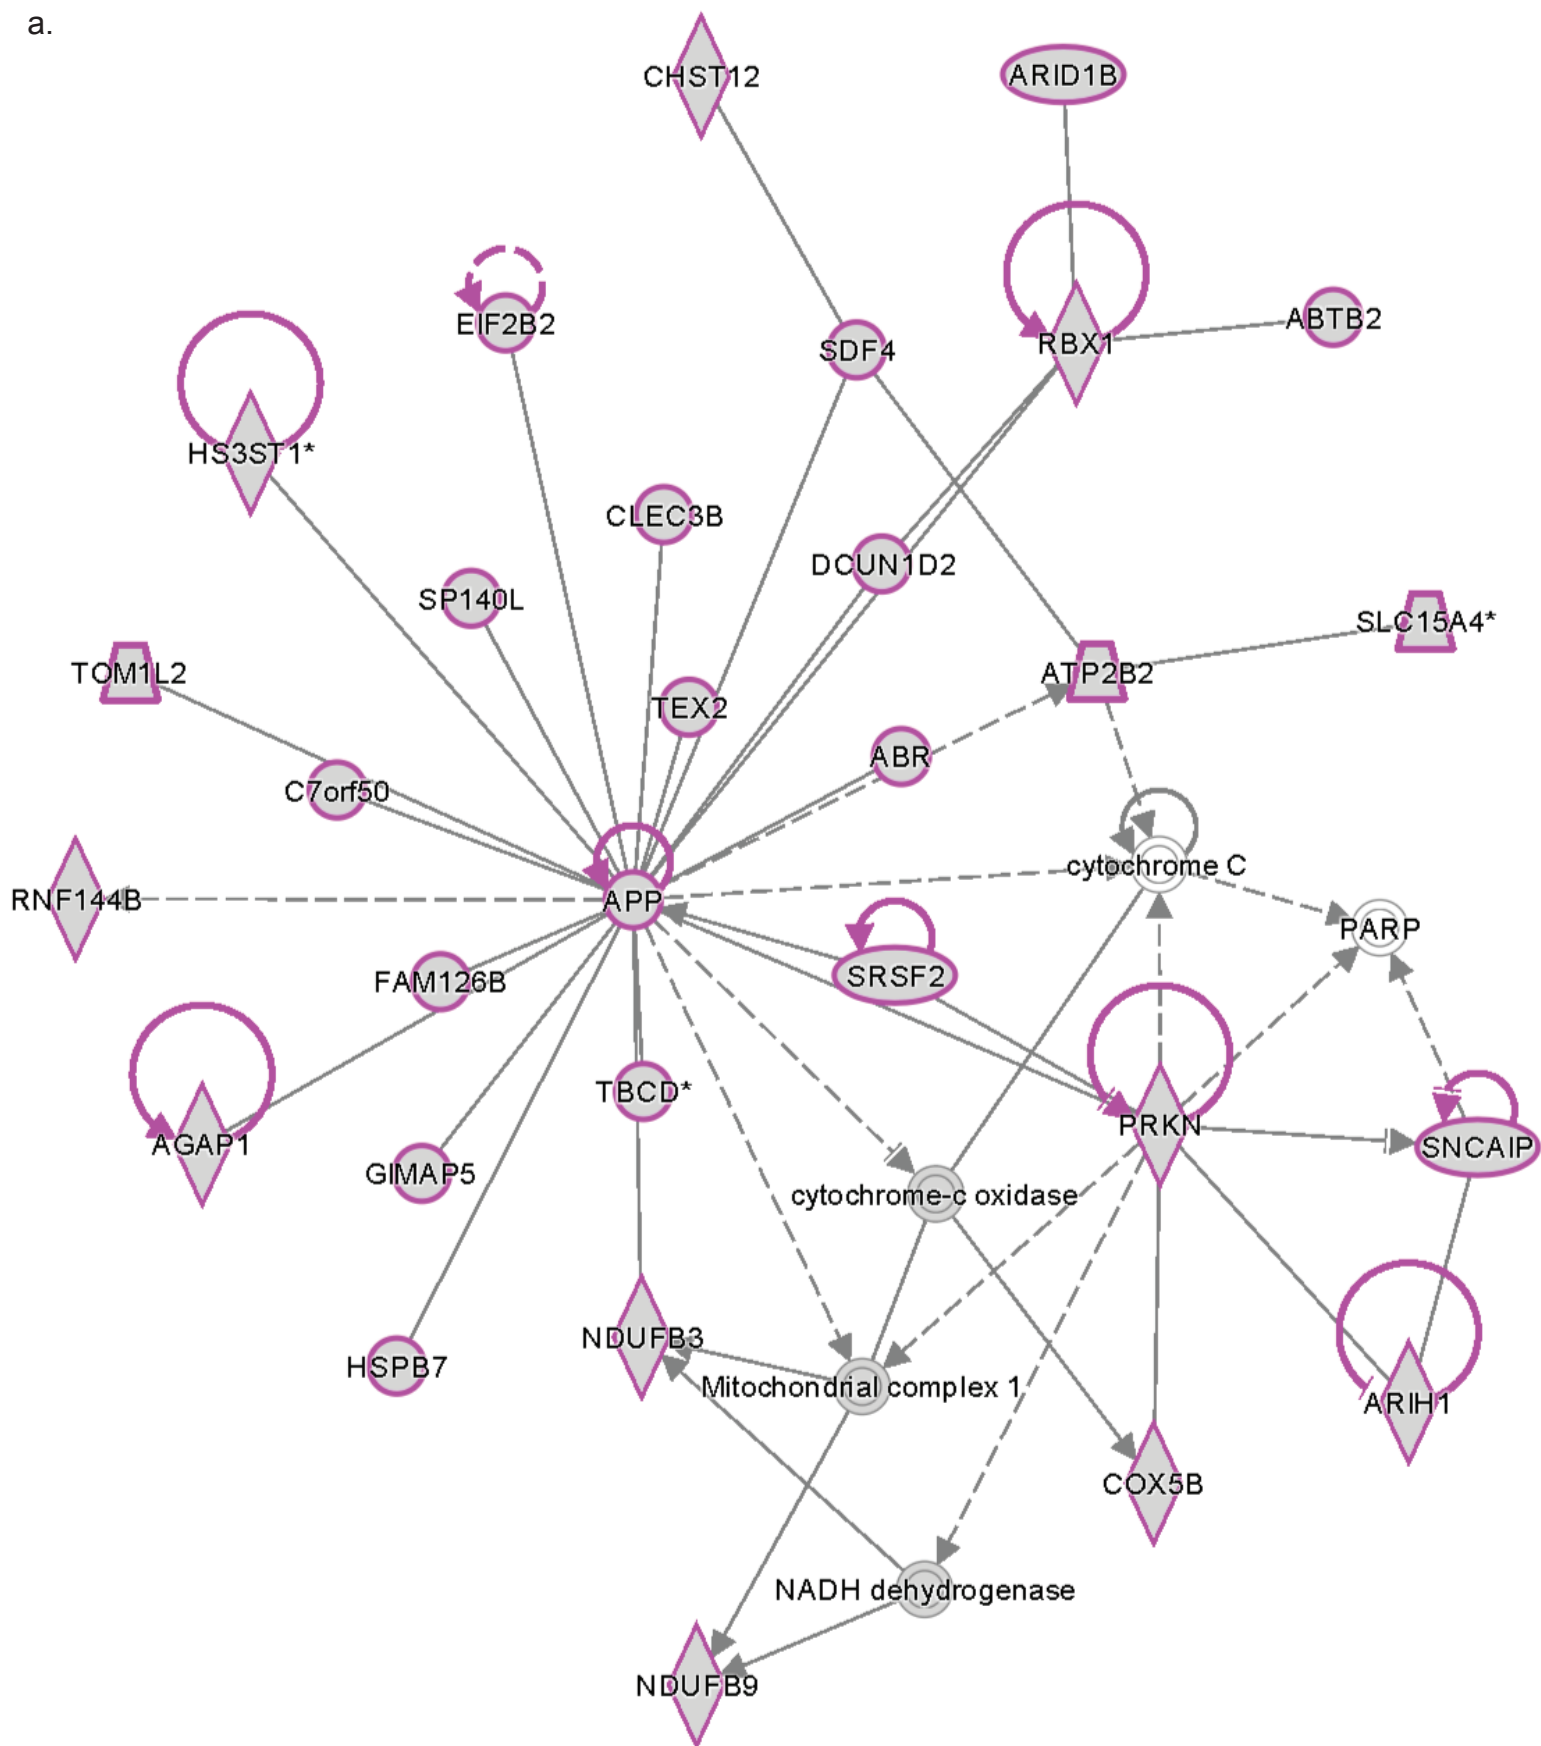 a.
CHST12
ARID1B
EIF2B2
SDF4
RBX1
ABTB2
HS3ST1*
CLEC3B
DCUN1D2
SP140L
SLC15A4*
TOM1L2
ATP2B2
TEX2
ABR
C7orf50
cytochrome C
RNF144B
APP
PARP
FAM126B
SRSF2
TBCD*
PRKN
AGAP1
SNCAIP
GIMAP5
cytochrome-c oxidase
NDUFB3
HSPB7
Mitochondrial complex 1
ARIH1
COX5B
NADH dehydrogenase
NDUFB9